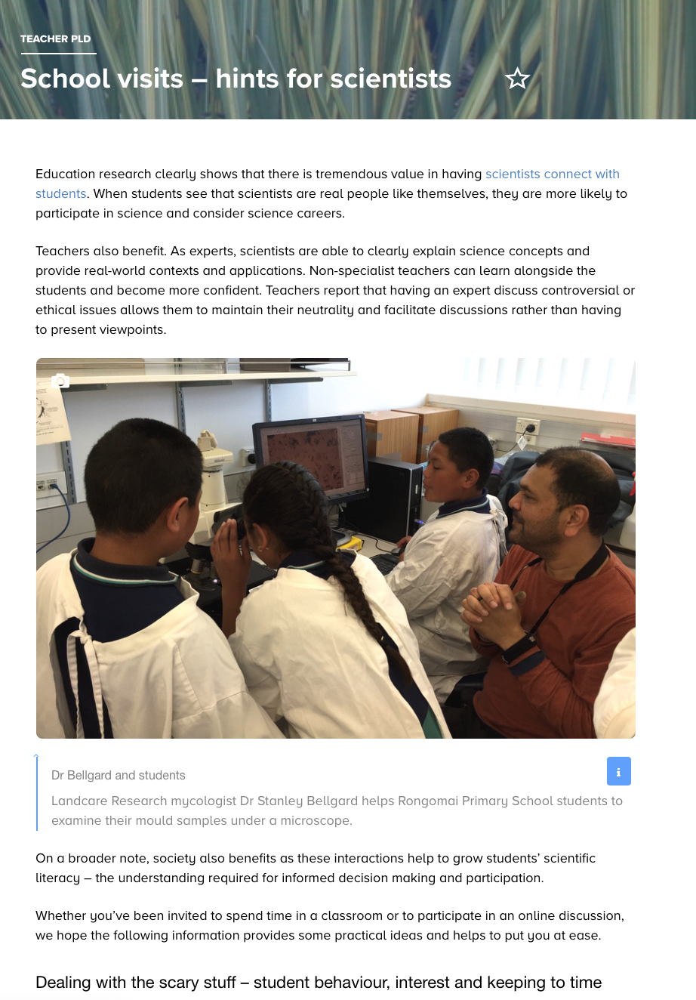 TEACHER PLD
School visits – hints for scientists
Education research clearly shows that there is tremendous value in having scientists connect with
students. When students see that scientists are real people like themselves, they are more likely to
participate in science and consider science careers.
Teachers also benefit. As experts, scientists are able to clearly explain science concepts and
provide real-world contexts and applications. Non-specialist teachers can learn alongside the
students and become more confident. Teachers report that having an expert discuss controversial or
ethical issues allows them to maintain their neutrality and facilitate discussions rather than having
to present viewpoints.
Dr Bellgard and students
i
Landcare Research mycologist Dr Stanley Bellgard helps Rongomai Primary School students to
examine their mould samples under a microscope.
On a broader note, society also benefits as these interactions help to grow students’ scientific
literacy – the understanding required for informed decision making and participation.
Whether you’ve been invited to spend time in a classroom or to participate in an online discussion,
we hope the following information provides some practical ideas and helps to put you at ease.
Dealing with the scary stuff – student behaviour, interest and keeping to time